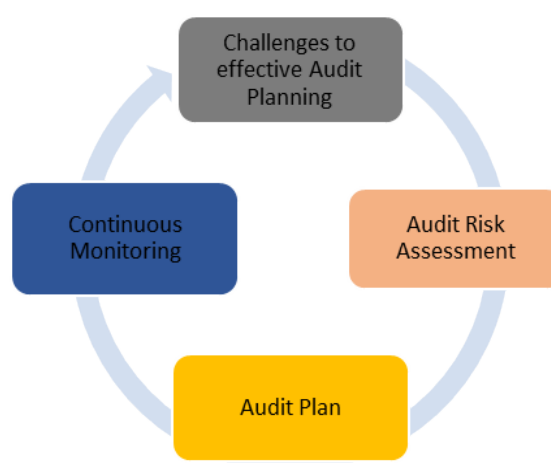 Challenges to
effective Audit
Planning
Continuous
Monitoring
Audit Risk
Assessment
Audit Plan